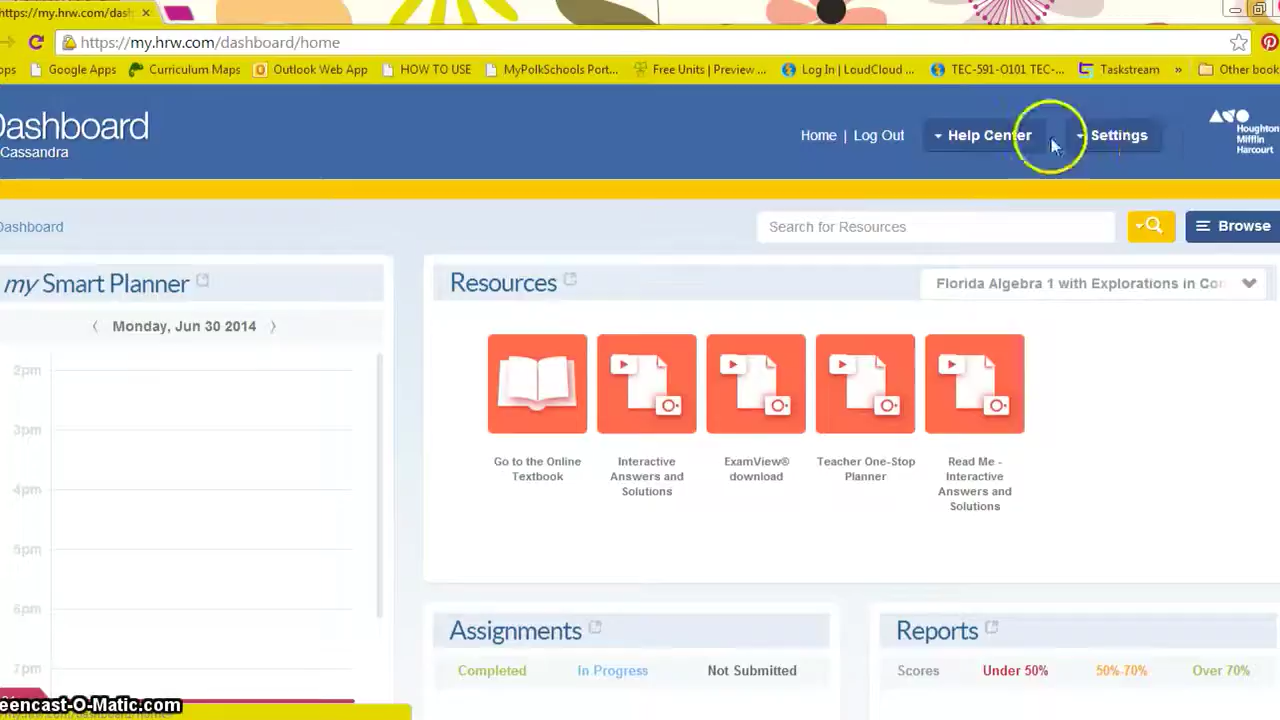 https://my.hrw.com/das
https://my.hrw.com/dashboard/home
ops Google Apps Curriculum Maps Outlook Web App HOW TO USE MyPolkSchools Port... Free Units | Preview ... Log In | LoudCloud ... TEC-591-O101 TEC-... Taskstream » Other book
Dashboard
Cassandra
Home | Log Out Help Center Settings
Houghton
Mifflin
Harcourt
Dashboard
Search for Resources
Browse
my Smart Planner
Monday, Jun 30 2014
2pm
3pm
4pm
5pm
6pm
7pm
Resources
Florida Algebra 1 with Explorations in Cor
Go to the Online
Textbook
Interactive
Answers and
Solutions
ExamView®
download
Teacher One-Stop
Planner
Read Me -
Interactive
Answers and
Solutions
Assignments
Completed In Progress Not Submitted
Reports
Scores Under 50% 50%-70% Over 70%
eencast-O-Matic.com